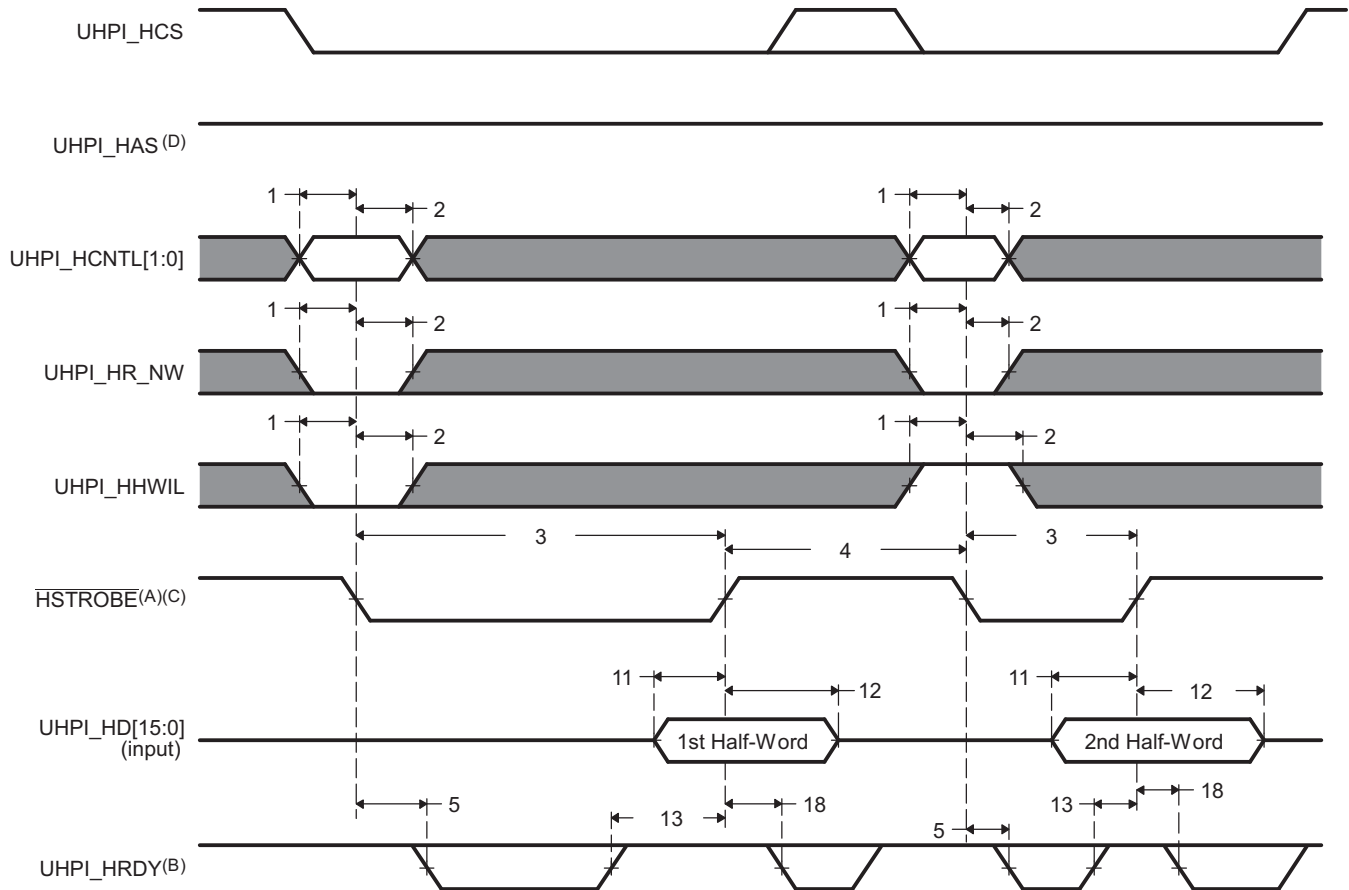 UHPI_HCS
UHPI_HAS (D)
1 2 1 2
UHPI_HCNTL[1:0]
1 2 1 2
UHPI_HR_NW
1 2 1 2
UHPI_HHWIL
3 4 3
HSTROBE(A)(C)
11 12 11 12
UHPI_HD[15:0]
(input)
1st Half-Word 2nd Half-Word
5 13 18 5 13 18
UHPI_HRDY(B)